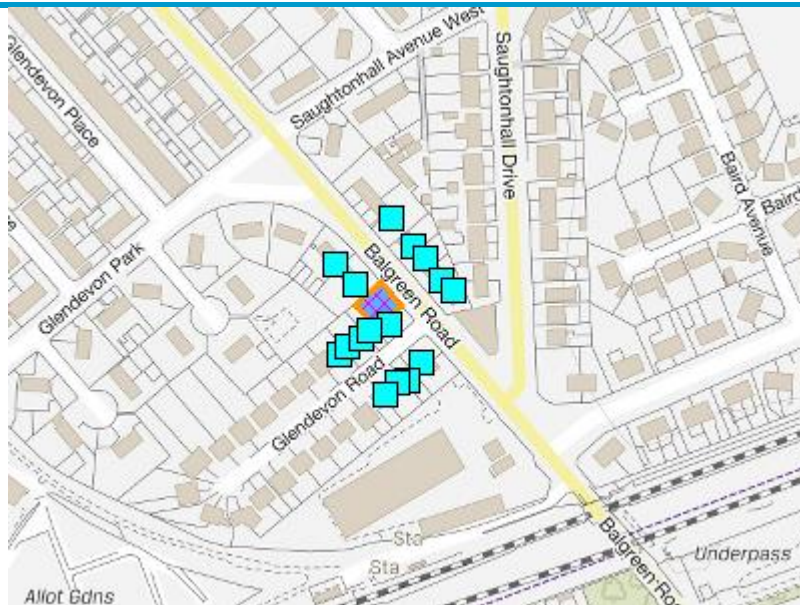 Glendevon Place
Saughtonhall Avenue West
Saughtonhall Drive
Baird Avenue
Baird
Glendevon Park
Balgreen Road
Glendevon Road
Sta
Sta
Balgreen Ro
Underpass
Allot Gdns